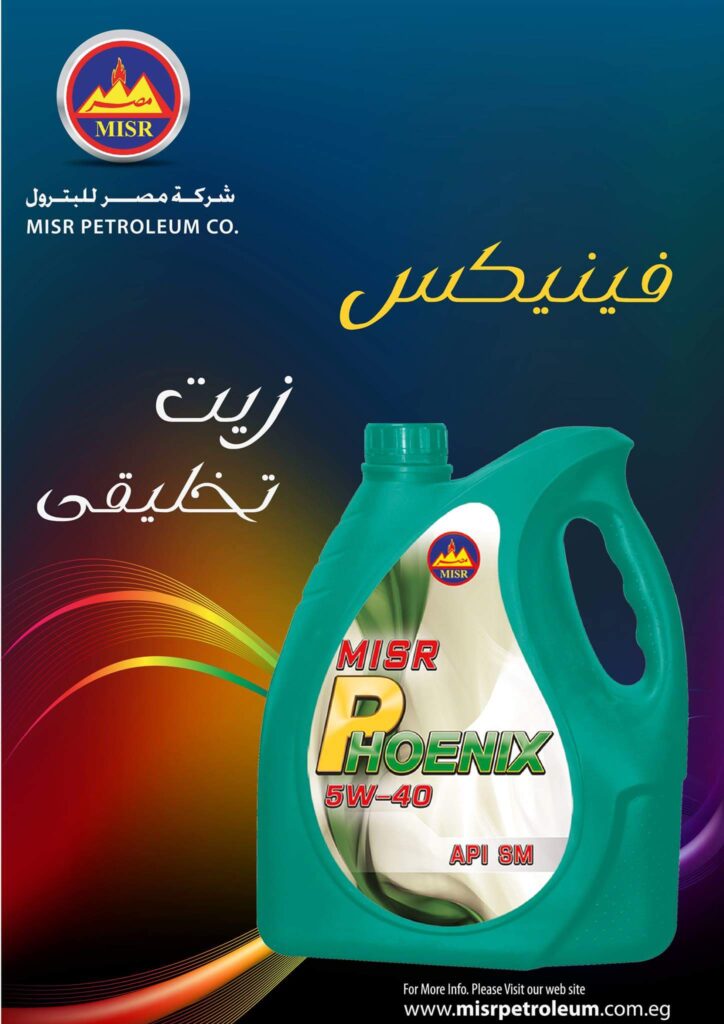 مصر
MISR
شركة مصر للبترول
MISR PETROLEUM CO.
فينيكس
زيت
تخليقى
مصر
MISR
MISR
PHOENIX
5W-40
API SM
For More Info. Please Visit our web site
www.misrpetroleum.com.eg